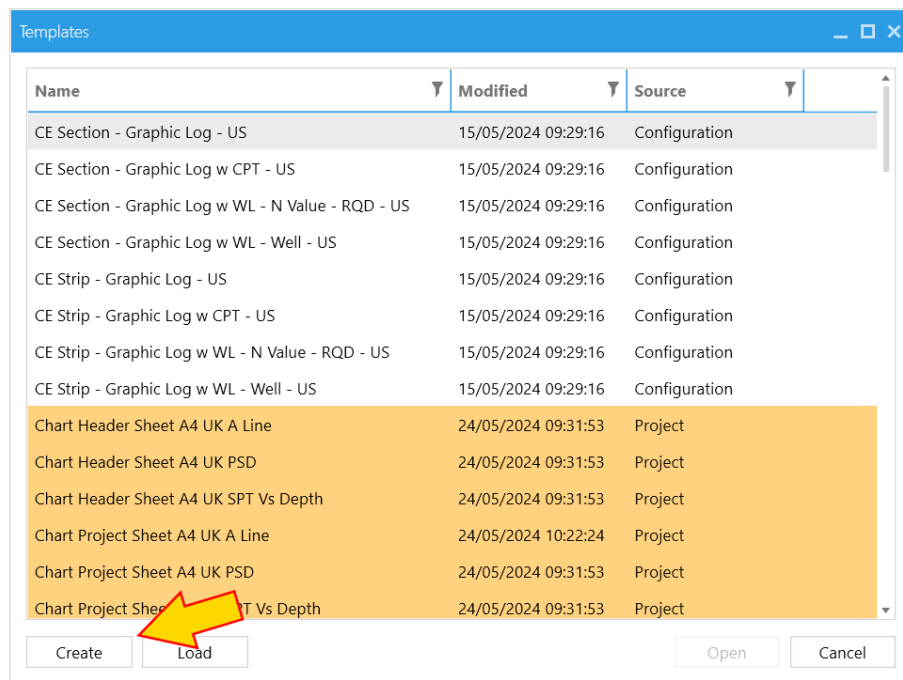 Templates
Name Modified Source
CE Section - Graphic Log - US 15/05/2024 09:29:16 Configuration
CE Section - Graphic Log w CPT - US 15/05/2024 09:29:16 Configuration
CE Section - Graphic Log w WL - N Value - RQD - US 15/05/2024 09:29:16 Configuration
CE Section - Graphic Log w WL - Well - US 15/05/2024 09:29:16 Configuration
CE Strip - Graphic Log - US 15/05/2024 09:29:16 Configuration
CE Strip - Graphic Log w CPT - US 15/05/2024 09:29:16 Configuration
CE Strip - Graphic Log w WL - N Value - RQD - US 15/05/2024 09:29:16 Configuration
CE Strip - Graphic Log w WL - Well - US 15/05/2024 09:29:16 Configuration
Chart Header Sheet A4 UK A Line 24/05/2024 09:31:53 Project
Chart Header Sheet A4 UK PSD 24/05/2024 09:31:53 Project
Chart Header Sheet A4 UK SPT Vs Depth 24/05/2024 09:31:53 Project
Chart Project Sheet A4 UK A Line 24/05/2024 10:22:24 Project
Chart Project Sheet A4 UK PSD 24/05/2024 09:31:53 Project
Chart Project Vs Depth 24/05/2024 09:31:53 Project
Create Load Open Cancel